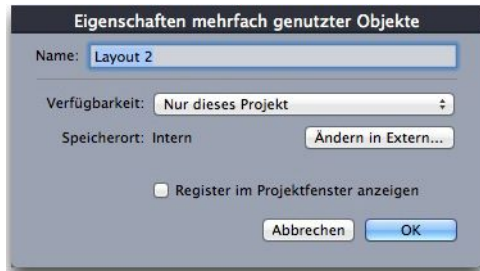 Eigenschaften mehrfach genutzter Objekte
Name: Layout 2
Verfügbarkeit: Nur dieses Projekt
Speicherort: Intern Ändern in Extern...
Register im Projektfenster anzeigen
Abbrechen OK